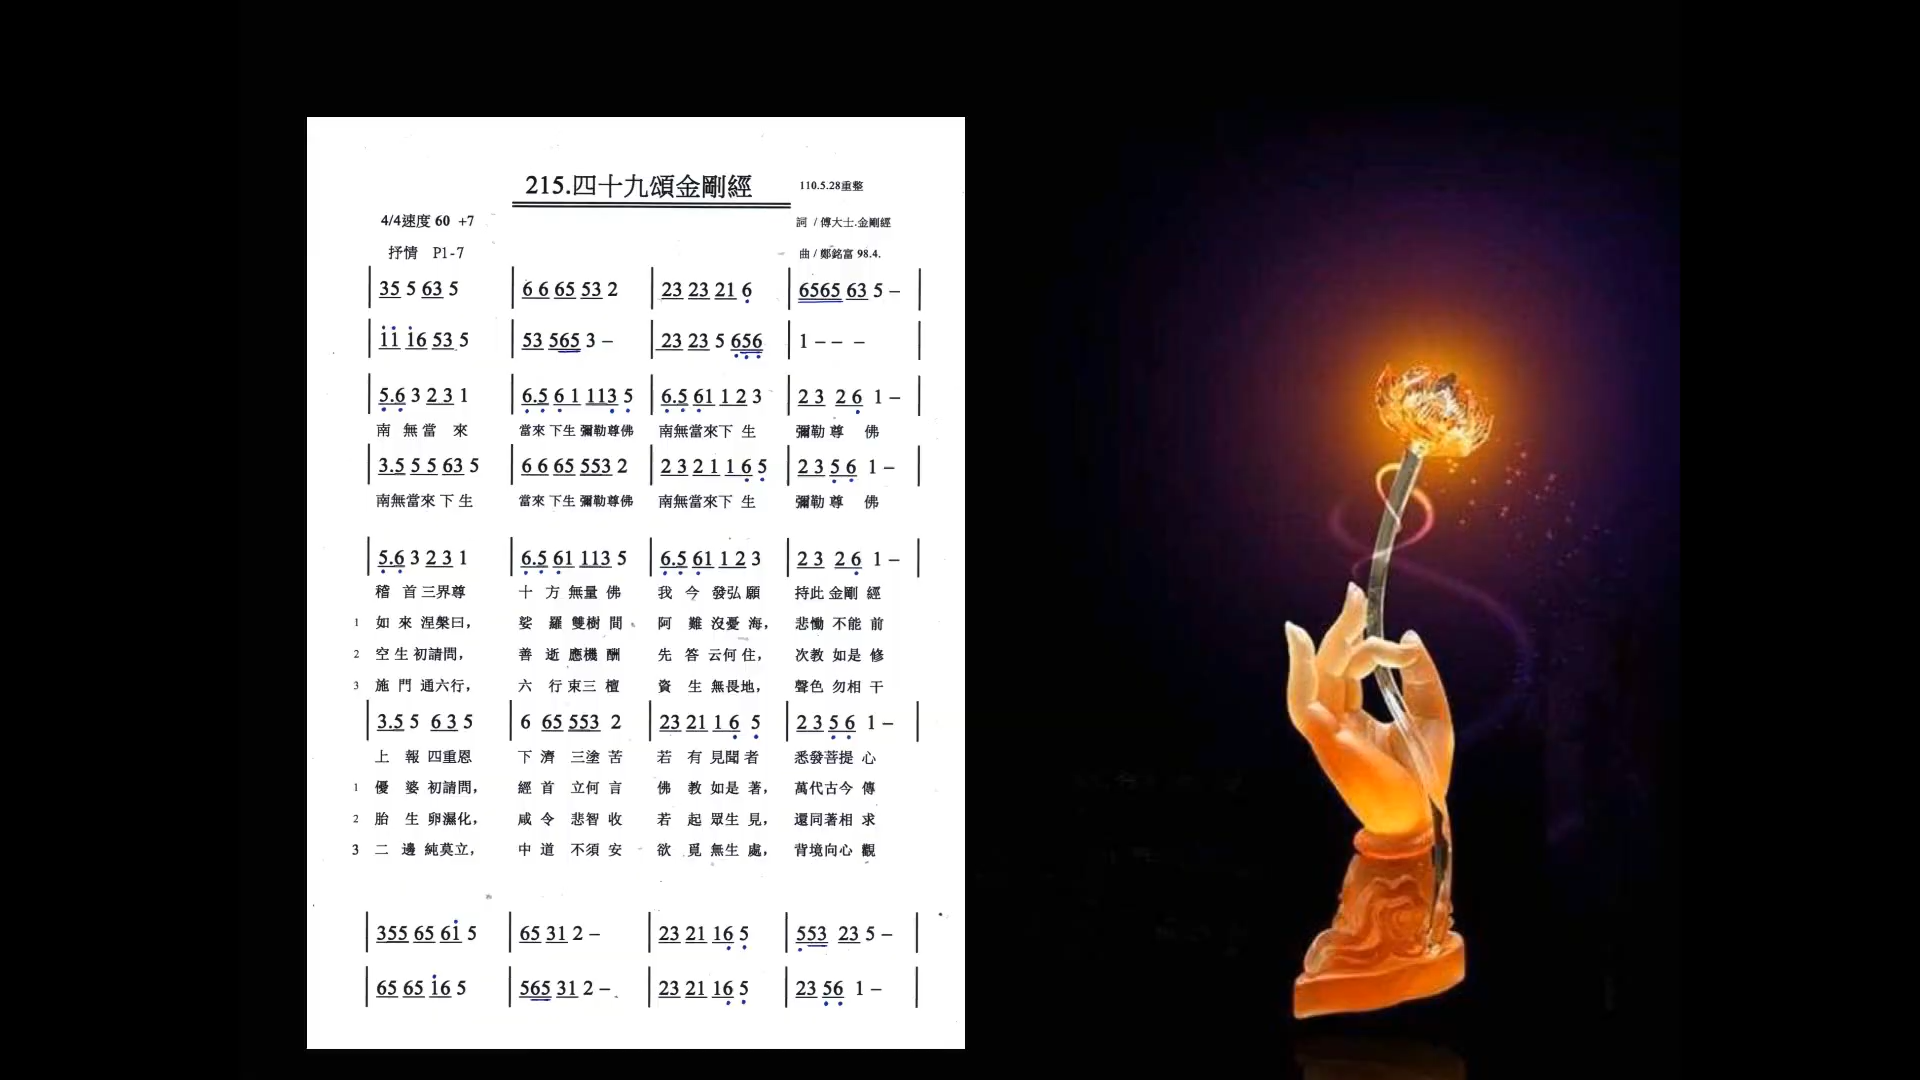 215.四十九頌金剛經
110.5.28重整
4/4速度 60 +7
詞 / 傅大士.金剛經
抒情 P1-7
曲 / 鄭銘富 98.4.
35 5 63 5 | 6 6 65 53 2 | 23 23 21 6 | 6565 63 5 –
11 16 53 5 | 53 565 3 – | 23 23 5 656 | 1 – – –
5.6 3 2 3 1 | 6.5 6 1 113 5 | 6.5 61 1 2 3 | 2 3 2 6 1 –
南 無 當 來 當來 下生 彌勒尊佛 南無當來下 生 彌勒 尊 佛
3.5 5 5 63 5 | 6 6 65 553 2 | 2 3 2 1 1 6 5 | 2 3 5 6 1 –
南無當來 下 生 當來 下生 彌勒尊佛 南無當來下 生 彌勒 尊 佛
5.6 3 2 3 1 | 6.5 61 113 5 | 6.5 61 1 2 3 | 2 3 2 6 1 –
稽 首 三界尊 十 方 無量 佛 我 今 發弘 願 持此 金剛 經
1 如 來 涅槃曰, 娑 羅 雙樹 間 阿 難 沒憂 海, 悲慟 不能 前
2 空 生 初請問, 善 逝 應機 酬 先 答 云何 住, 次教 如是 修
3 施 門 通六行, 六 行 束三 檀 資 生 無畏地, 聲色 勿相 干
3.5 5 6 3 5 | 6 65 553 2 | 23 21 1 6 5 | 2 3 5 6 1 –
上 報 四重恩 下 濟 三塗 苦 若 有 見聞 者 悉發菩提 心
1 優 婆 初請問, 經 首 立何 言 佛 教 如是 著, 萬代古今 傳
2 胎 生 卵濕化, 咸 令 悲智 收 若 起 眾生 見, 還同著相 求
3 二 邊 純莫立, 中 道 不須 安 欲 覓 無生 處, 背境向心 觀
355 65 61 5 | 65 31 2 – | 23 21 16 5 | 553 23 5 –
65 65 16 5 | 565 31 2 – | 23 21 16 5 | 23 56 1 –